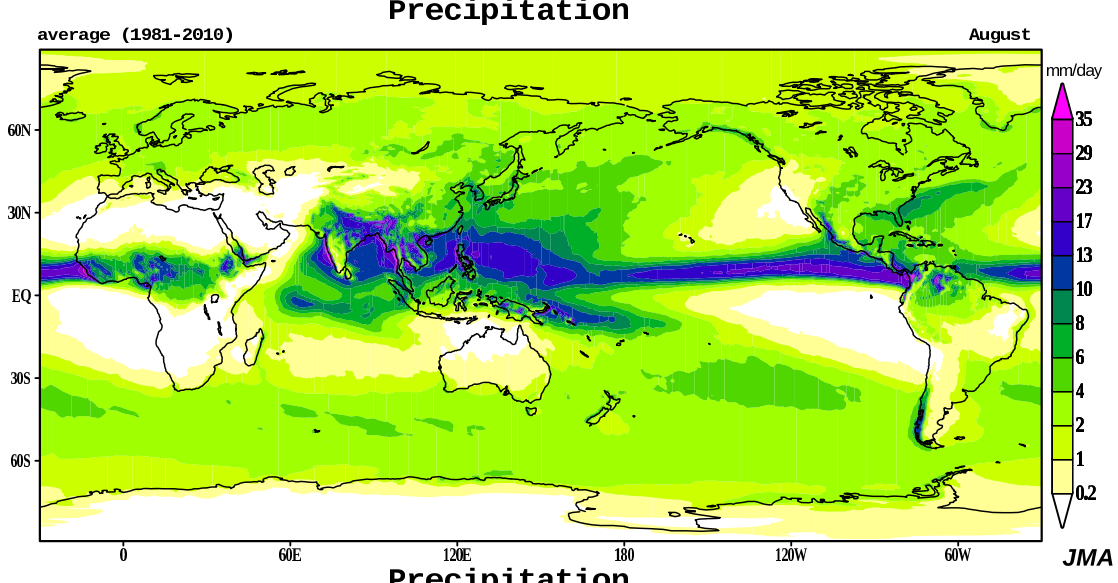 Precipitation
average (1981-2010) August
mm/day
35
29
23
17
13
10
8
6
4
2
1
0.2
60N
30N
EQ
30S
60S
0 60E 120E 180 120W 60W
JMA
Precipitation